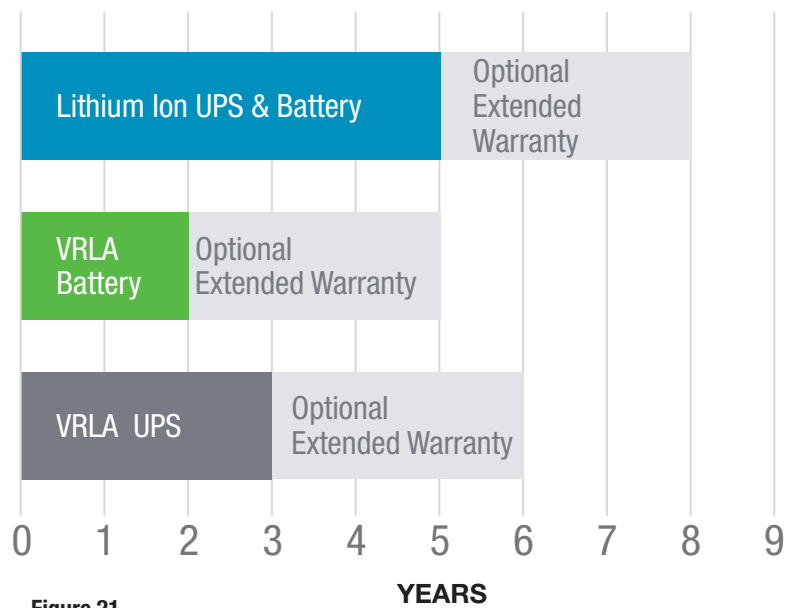 Lithium Ion UPS & Battery
Optional
Extended
Warranty
VRLA
Battery
Optional
Extended Warranty
VRLA UPS
Optional
Extended Warranty
0 1 2 3 4 5 6 7 8 9
YEARS
Figure 21